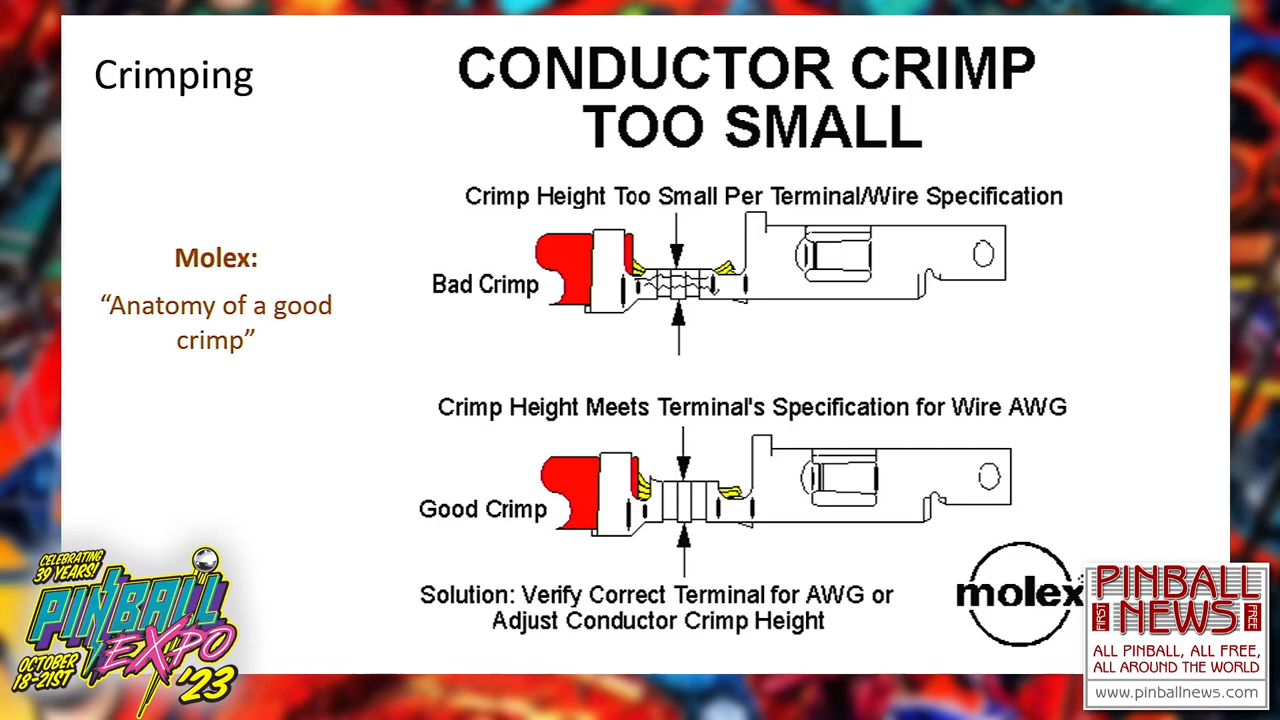 Crimping
CONDUCTOR CRIMP
TOO SMALL
Molex:
“Anatomy of a good
crimp”
Crimp Height Too Small Per Terminal/Wire Specification
Bad Crimp
Crimp Height Meets Terminal's Specification for Wire AWG
Good Crimp
Solution: Verify Correct Terminal for AWG or
Adjust Conductor Crimp Height
molex
CELEBRATING
39 YEARS!
PINBALL
EXPO
OCTOBER
18-21ST
'23
PINBALL
FIRST NEWS FREE
ALL PINBALL, ALL FREE,
ALL AROUND THE WORLD
www.pinballnews.com